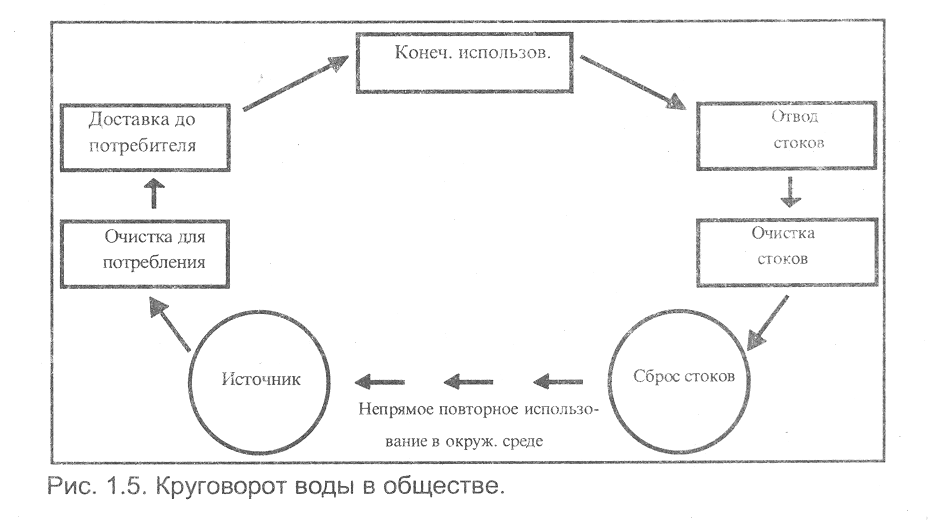 Конеч. использов.
Доставка до
потребителя
Отвод
стоков
Очистка для
потребления
Очистка
стоков
Источник
Сброс стоков
Непрямое повторное использо-
вание в окруж. среде
Рис. 1.5. Круговорот воды в обществе.